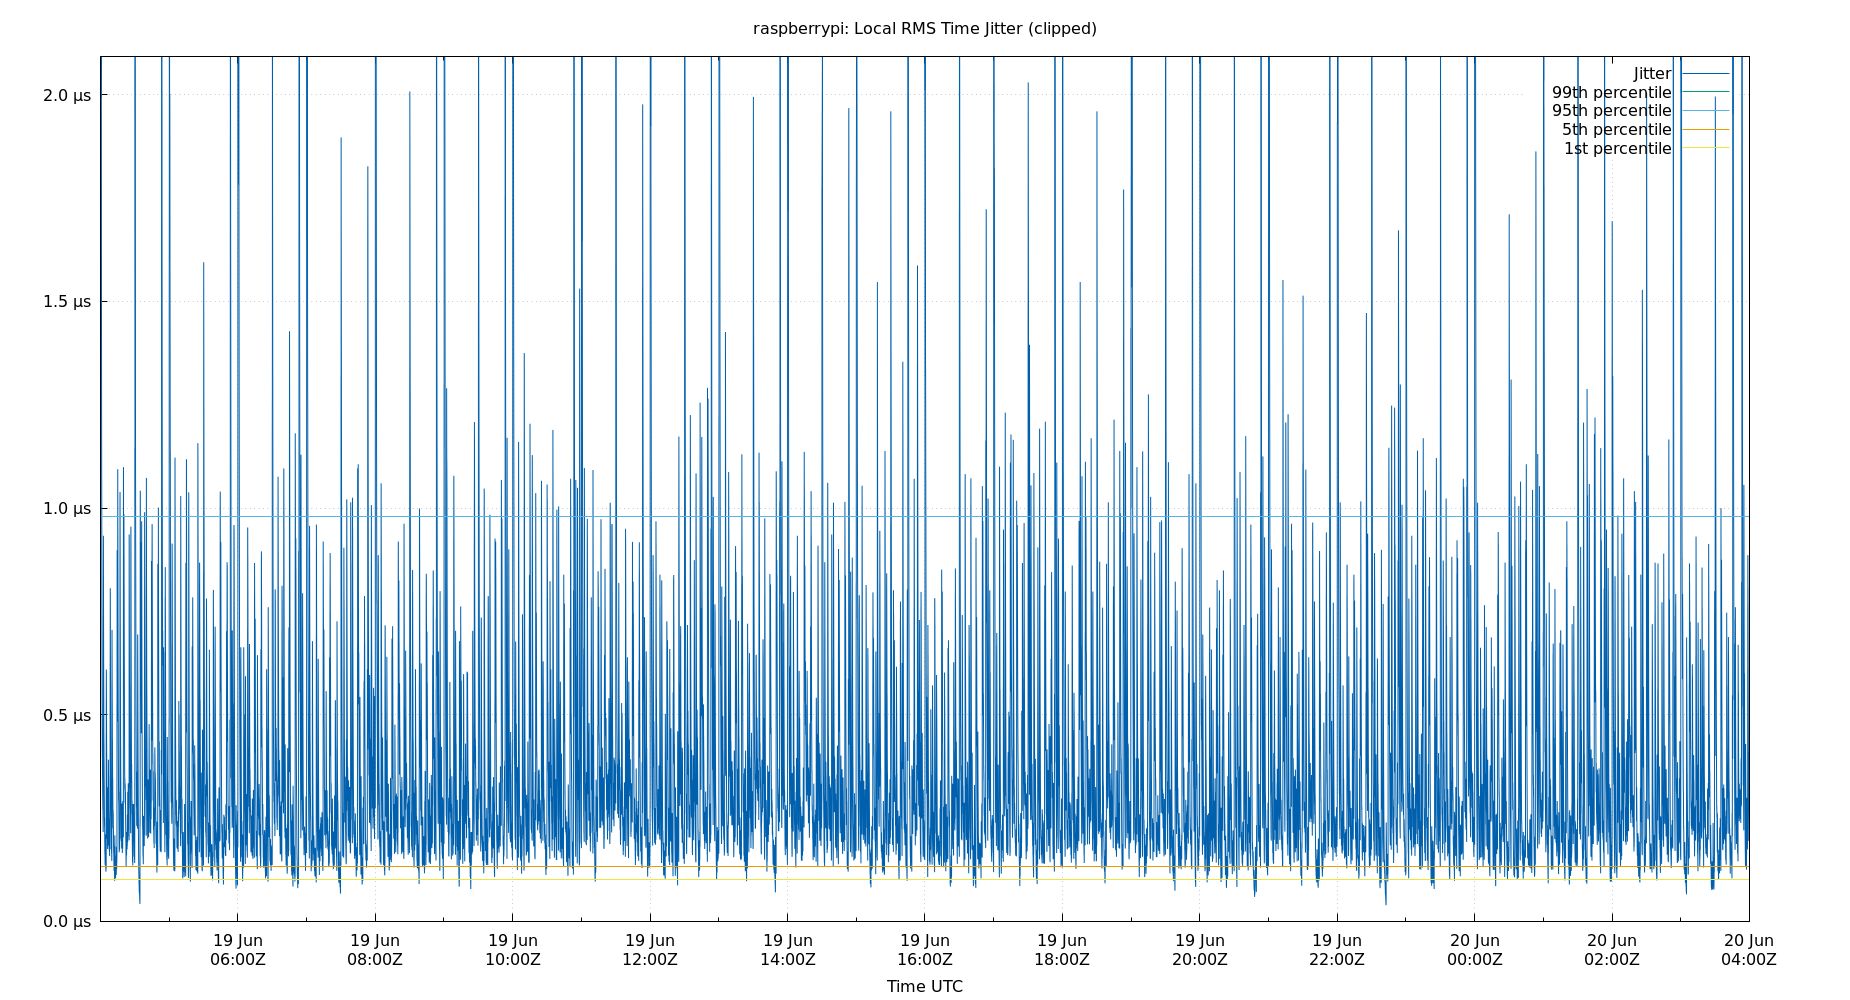 raspberrypi: Local RMS Time Jitter (clipped)
2.0 µs
1.5 µs
1.0 µs
0.5 µs
0.0 µs
Jitter
99th percentile
95th percentile
5th percentile
1st percentile
19 Jun 19 Jun 19 Jun 19 Jun 19 Jun 19 Jun 19 Jun 19 Jun 19 Jun 20 Jun 20 Jun 20 Jun
06:00Z 08:00Z 10:00Z 12:00Z 14:00Z 16:00Z 18:00Z 20:00Z 22:00Z 00:00Z 02:00Z 04:00Z
Time UTC